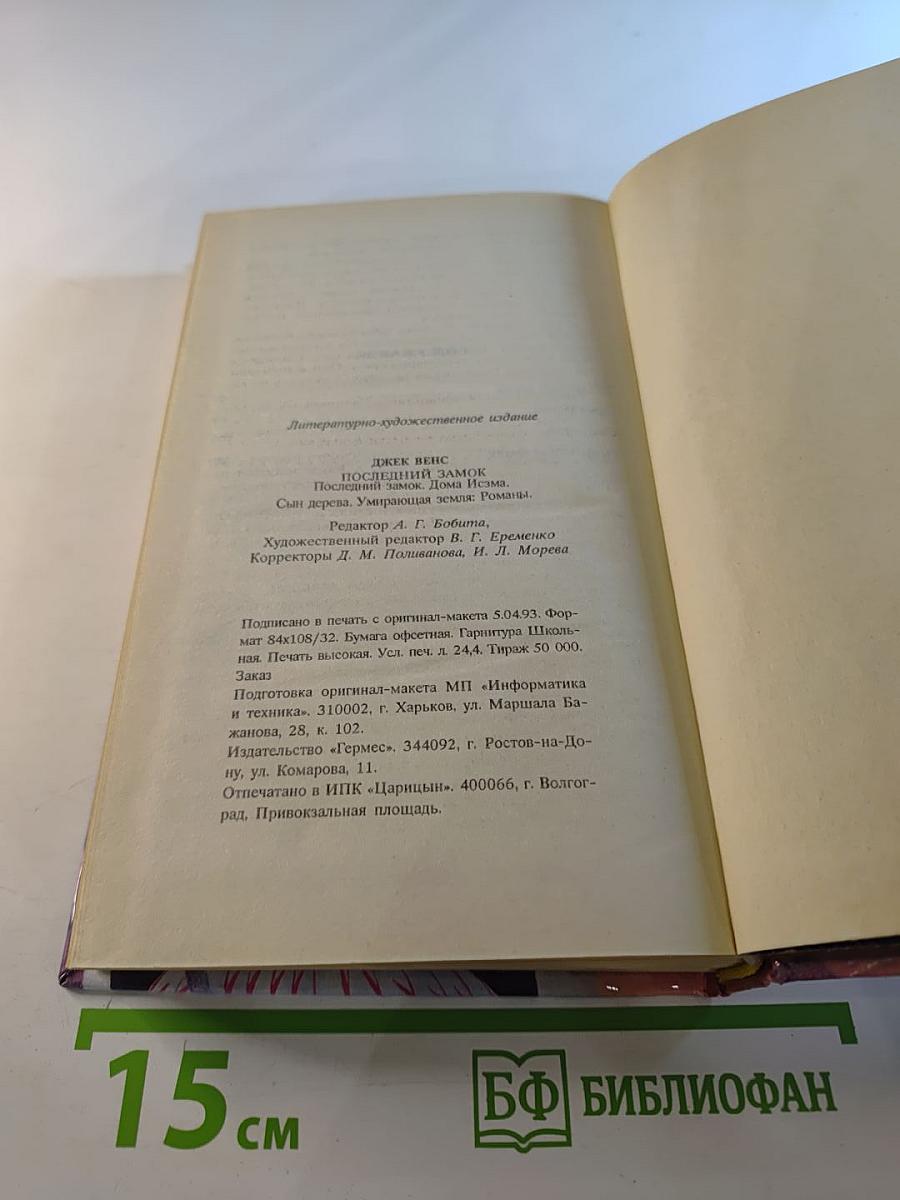 Литературно-художественное издание
ДЖЕК ВЕНС
ПОСЛЕДНИЙ ЗАМОК
Последний замок. Дома Исзма.
Сын дерева. Умирающая земля: Романы.
Редактор А. Г. Бобита,
Художественный редактор В. Г. Еременко
Корректоры Д. М. Поливанова, И. Л. Морева
Подписано в печать с оригинал-макета 5.04.93. Фор-
мат 84х108/32. Бумага офсетная. Гарнитура Школь-
ная. Печать высокая. Усл. печ. л. 24,4. Тираж 50 000.
Заказ
Подготовка оригинал-макета МП «Информатика
и техника». 310002, г. Харьков, ул. Маршала Ба-
жанова, 28, к. 102.
Издательство «Гермес». 344092, г. Ростов-на-До-
ну, ул. Комарова, 11.
Отпечатано в ИПК «Царицын». 400066, г. Волгог-
рад, Привокзальная площадь.
15 см
БФ БИБЛИОФАН